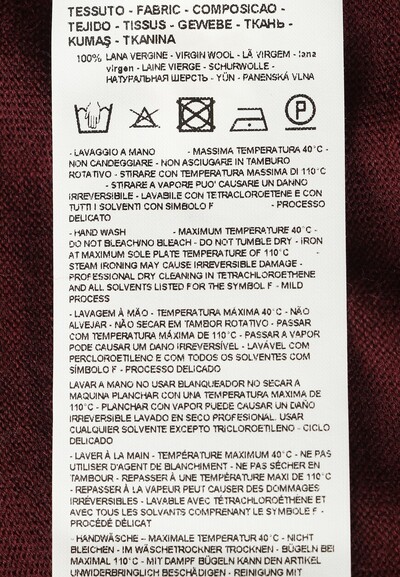 TESSUTO - FABRIC - COMPOSICAO -
TEJIDO - TISSUS - GEWEBE - ТКАНЬ -
KUMAŞ - TKANINA
100% LANA VERGINE - VIRGIN WOOL - LÃ VIRGEM - lana
virgen - LAINE VIERGE - SCHURWOLLE -
НАТУРАЛЬНАЯ ШЕРСТЬ - YÜN - PANENSKÁ VLNA
P
- LAVAGGIO A MANO - MASSIMA TEMPERATURA 40°C -
NON CANDEGGIARE - NON ASCIUGARE IN TAMBURO
ROTATIVO - STIRARE CON TEMPERATURA MASSIMA DI 110°C
- STIRARE A VAPORE PUO' CAUSARE UN DANNO
IRREVERSIBILE - LAVABILE CON TETRACLOROETENE E CON
TUTTI I SOLVENTI CON SIMBOLO F - PROCESSO
DELICATO
- HAND WASH - MAXIMUM TEMPERATURE 40°C -
DO NOT BLEACH/NO BLEACH - DO NOT TUMBLE DRY - IRON
AT MAXIMUM SOLE PLATE TEMPERATURE OF 110°C -
STEAM IRONING MAY CAUSE IRREVERSIBLE DAMAGE -
PROFESSIONAL DRY CLEANING IN TETRACHLOROETHENE
AND ALL SOLVENTS LISTED FOR THE SYMBOL F - MILD
PROCESS
- LAVAGEM À MÃO - TEMPERATURA MÁXIMA 40°C - NÃO
ALVEJAR - NÃO SECAR EM TAMBOR ROTATIVO - PASSAR
COM TEMPERATURA MÁXIMA DE 110°C - PASSAR A VAPOR
PODE CAUSAR UM DANO IRREVERSÍVEL - LAVÁVEL COM
PERCLOROETILENO E COM TODOS OS SOLVENTES COM
SÍMBOLO F - PROCESSO DELICADO
LAVAR A MANO NO USAR BLANQUEADOR NO SECAR A
MAQUINA PLANCHAR CON UNA TEMPERATURA MAXIMA DE
110°C - PLANCHAR CON VAPOR PUEDE CAUSAR UN DAÑO
IRREVERSIBLE LAVADO EN SECO PROFESIONAL. USAR
CUALQUIER SOLVENTE EXCEPTO TRICLOROETILENO - CICLO
DELICADO
- LAVER À LA MAIN - TEMPÉRATURE MAXIMUM 40°C - NE PAS
UTILISER D'AGENT DE BLANCHIMENT - NE PAS SÉCHER EN
TAMBOUR - REPASSER À UNE TEMPÉRATURE MAXI DE 110°C
- REPASSER À LA VAPEUR PEUT CAUSER DES DOMMAGES
IRRÉVERSIBLES - LAVABLE AVEC TÉTRACHLOROÉTHÈNE ET
AVEC TOUS LES SOLVANTS COMPRENANT LE SYMBOLE F -
PROCÉDÉ DÉLICAT
- HANDWÄSCHE - MAXIMALE TEMPERATUR 40°C - NICHT
BLEICHEN - IM WÄSCHETROCKNER TROCKNEN - BÜGELN BEI
MAXIMAL 110°C - MIT DAMPF BÜGELN KANN DEN ARTIKEL
UNWIDERBRINGLICH BESCHÄDIGEN - REINIGUNG MIT